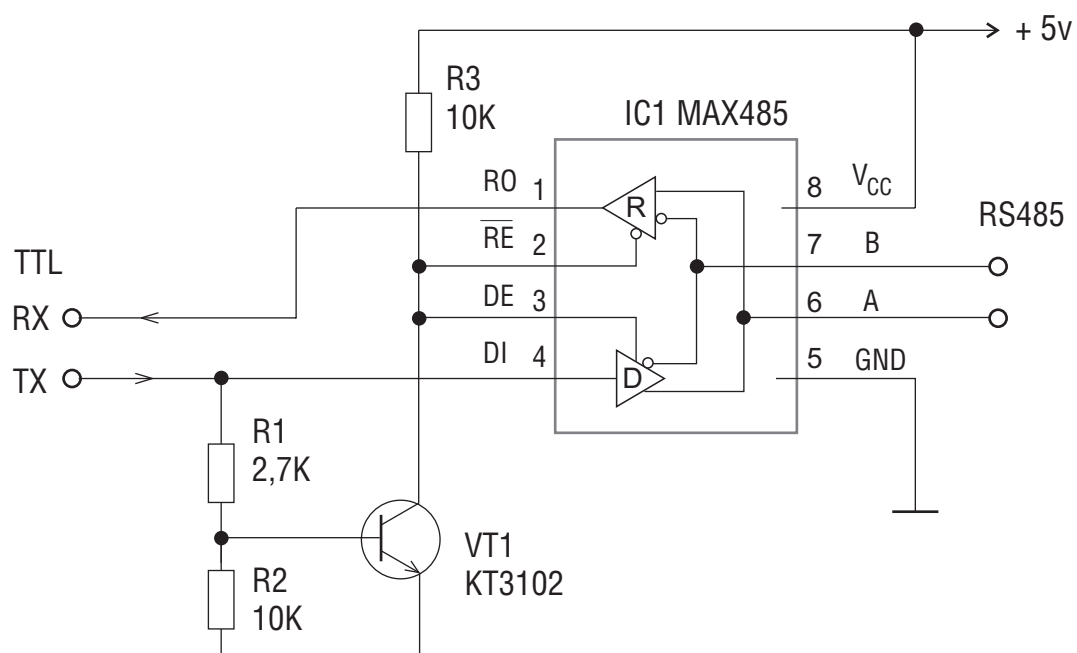 + 5v
R3
10K
IC1 MAX485
RO 1
R
8 VCC
RE 2
7 B
RS485
TTL
DE 3
6 A
RX
DI 4
D
5 GND
TX
R1
2,7K
VT1
KT3102
R2
10K